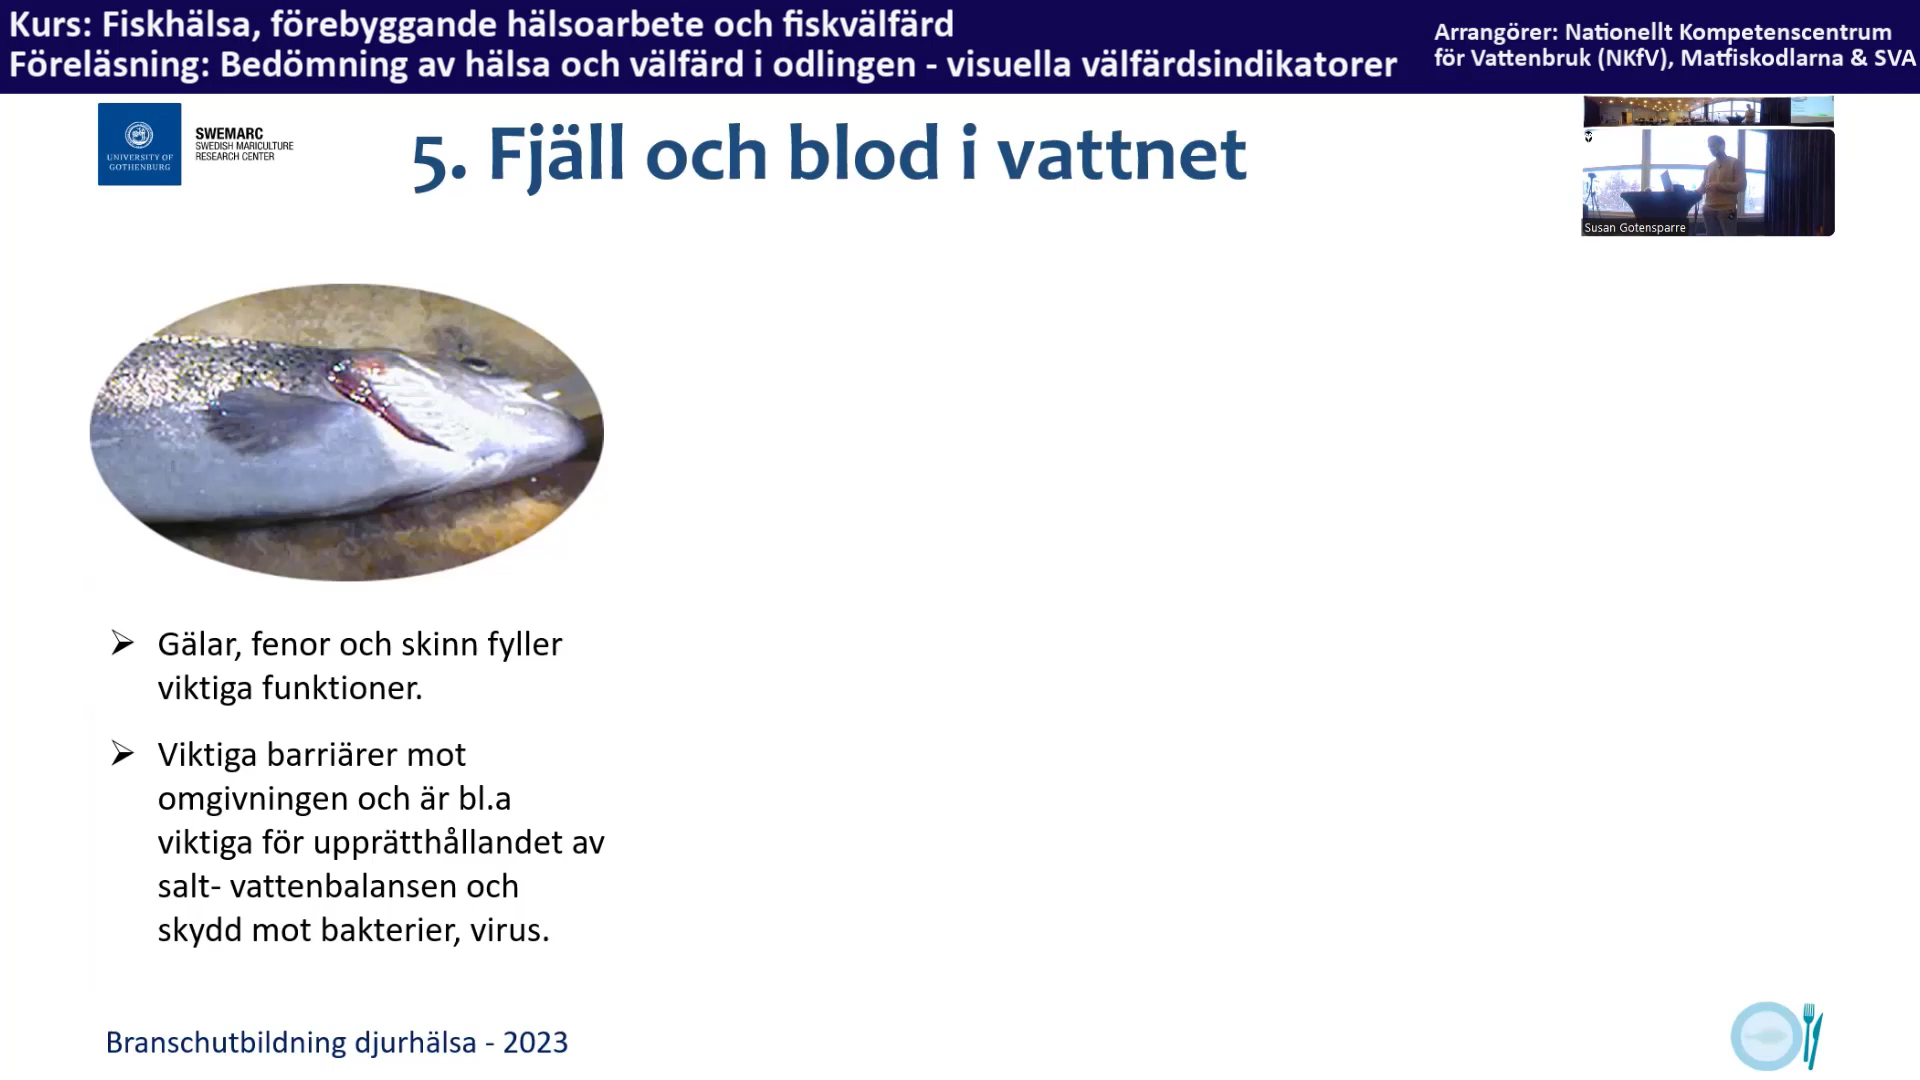 Kurs: Fiskhälsa, förebyggande hälsoarbete och fiskvälfärd
Föreläsning: Bedömning av hälsa och välfärd i odlingen - visuella välfärdsindikatorer
Arrangörer: Nationellt Kompetenscentrum
för Vattenbruk (NKfV), Matfiskodlarna & SVA
UNIVERSITY OF
GOTHENBURG
SWEMARC
SWEDISH MARICULTURE
RESEARCH CENTER
5. Fjäll och blod i vattnet
Susan Gotensparre
➢ Gälar, fenor och skinn fyller
viktiga funktioner.
➢ Viktiga barriärer mot
omgivningen och är bl.a
viktiga för upprätthållandet av
salt- vattenbalansen och
skydd mot bakterier, virus.
Branschutbildning djurhälsa - 2023